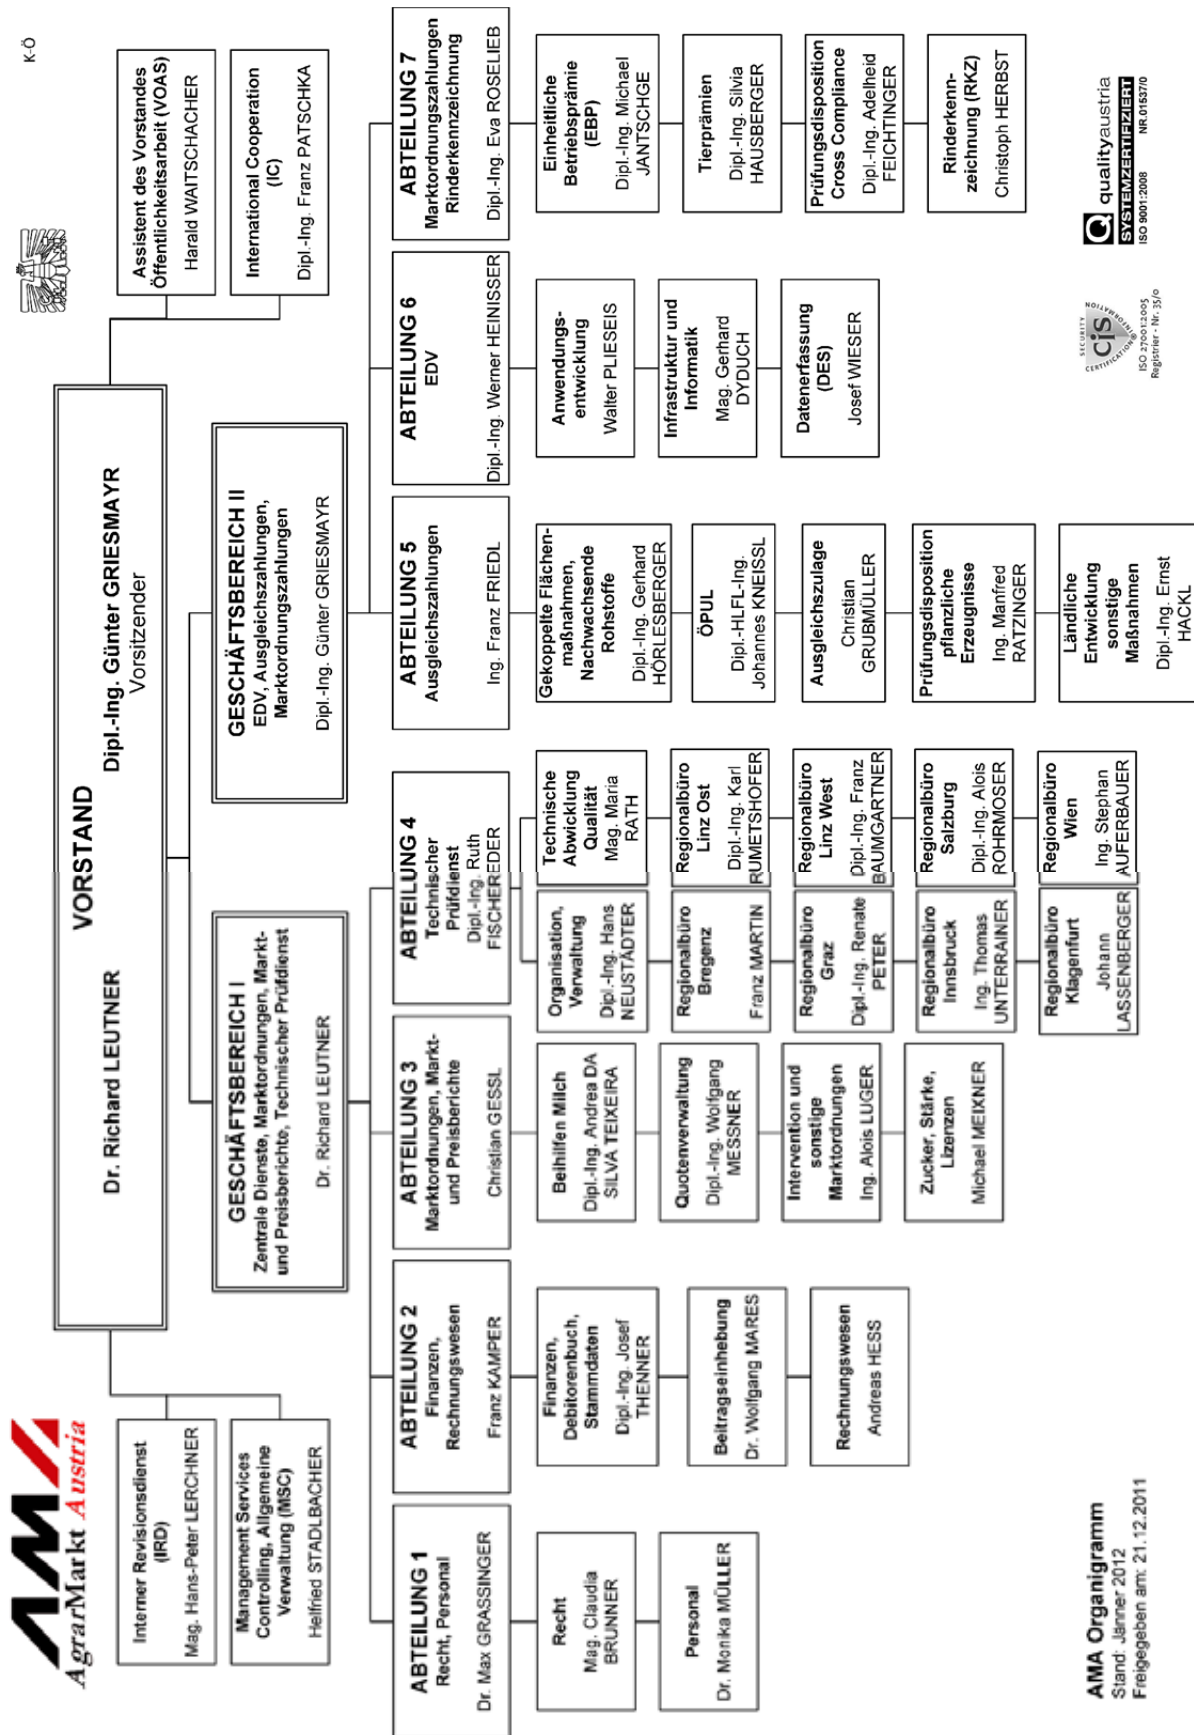 AMA
AgrarMarkt Austria
K-Ö
VORSTAND
Dr. Richard LEUTNER
Dipl.-Ing. Günter GRIESMAYR
Vorsitzender
Interner Revisionsdienst
(IRD)
Mag. Hans-Peter LERCHNER
Management Services
Controlling, Allgemeine
Verwaltung (MSC)
Helfried STADLBACHER
Assistent des Vorstandes
Öffentlichkeitsarbeit (VOAS)
Harald WAITSCHACHER
International Cooperation
(IC)
Dipl.-Ing. Franz PATSCHKA
GESCHÄFTSBEREICH I
Zentrale Dienste, Marktordnungen, Markt-
und Preisberichte, Technischer Prüfdienst
Dr. Richard LEUTNER
GESCHÄFTSBEREICH II
EDV, Ausgleichszahlungen,
Marktordnungszahlungen
Dipl.-Ing. Günter GRIESMAYR
ABTEILUNG 1
Recht, Personal
Dr. Max GRASSINGER
Recht
Mag. Claudia
BRUNNER
Personal
Dr. Monika MÜLLER
ABTEILUNG 2
Finanzen,
Rechnungswesen
Franz KAMPER
Finanzen,
Debitorenbuch,
Stammdaten
Dipl.-Ing. Josef
THENNER
Beitragseinhebung
Dr. Wolfgang MARES
Rechnungswesen
Andreas HESS
ABTEILUNG 3
Marktordnungen, Markt-
und Preisberichte
Christian GESSL
Beihilfen Milch
Dipl.-Ing. Andrea DA
SILVA TEIXEIRA
Quotenverwaltung
Dipl.-Ing. Wolfgang
MESSNER
Intervention und
sonstige
Marktordnungen
Ing. Alois LUGER
Zucker, Stärke,
Lizenzen
Michael MEIXNER
ABTEILUNG 4
Technischer
Prüfdienst
Dipl.-Ing. Ruth
FISCHEREDER
Organisation,
Verwaltung
Dipl.-Ing. Hans
NEUSTÄDTER
Regionalbüro
Bregenz
Franz MARTIN
Regionalbüro
Graz
Dipl.-Ing. Renate
PETER
Regionalbüro
Innsbruck
Ing. Thomas
UNTERRAINER
Regionalbüro
Klagenfurt
Johann
LASSENBERGER
Technische
Abwicklung
Qualität
Mag. Maria
RATH
Regionalbüro
Linz Ost
Dipl.-Ing. Karl
RUMETSHOFER
Regionalbüro
Linz West
Dipl.-Ing. Franz
BAUMGARTNER
Regionalbüro
Salzburg
Dipl.-Ing. Alois
ROHRMOSER
Regionalbüro
Wien
Ing. Stephan
AUFERBAUER
ABTEILUNG 5
Ausgleichszahlungen
Ing. Franz FRIEDL
Gekoppelte Flächen-
maßnahmen,
Nachwachsende
Rohstoffe
Dipl.-Ing. Gerhard
HÖRLESBERGER
ÖPUL
Dipl.-HLFL-Ing.
Johannes KNEISSL
Ausgleichszulage
Christian
GRUBMÜLLER
Prüfungsdisposition
pflanzliche
Erzeugnisse
Ing. Manfred
RATZINGER
Ländliche
Entwicklung
sonstige
Maßnahmen
Dipl.-Ing. Ernst
HACKL
ABTEILUNG 6
EDV
Dipl.-Ing. Werner HEINISSER
Anwendungs-
entwicklung
Walter PLIESEIS
Infrastruktur und
Informatik
Mag. Gerhard
DYDUCH
Datenerfassung
(DES)
Josef WIESER
ABTEILUNG 7
Marktordnungszahlungen
Rinderkennzeichnung
Dipl.-Ing. Eva ROSELIEB
Einheitliche
Betriebsprämie
(EBP)
Dipl.-Ing. Michael
JANTSCHGE
Tierprämien
Dipl.-Ing. Silvia
HAUSBERGER
Prüfungsdisposition
Cross Compliance
Dipl.-Ing. Adelheid
FEICHTINGER
Rinderkenn-
zeichnung (RKZ)
Christoph HERBST
AMA Organigramm
Stand: Jänner 2012
Freigegeben am: 21.12.2011
SECURITY
CiS
CERTIFICATION
INFORMATION
ISO 27001:2005
Registrier - Nr. 35/0
Q qualityaustria
SYSTEMZERTIFIZIERT
ISO 9001:2008 NR.01537/0